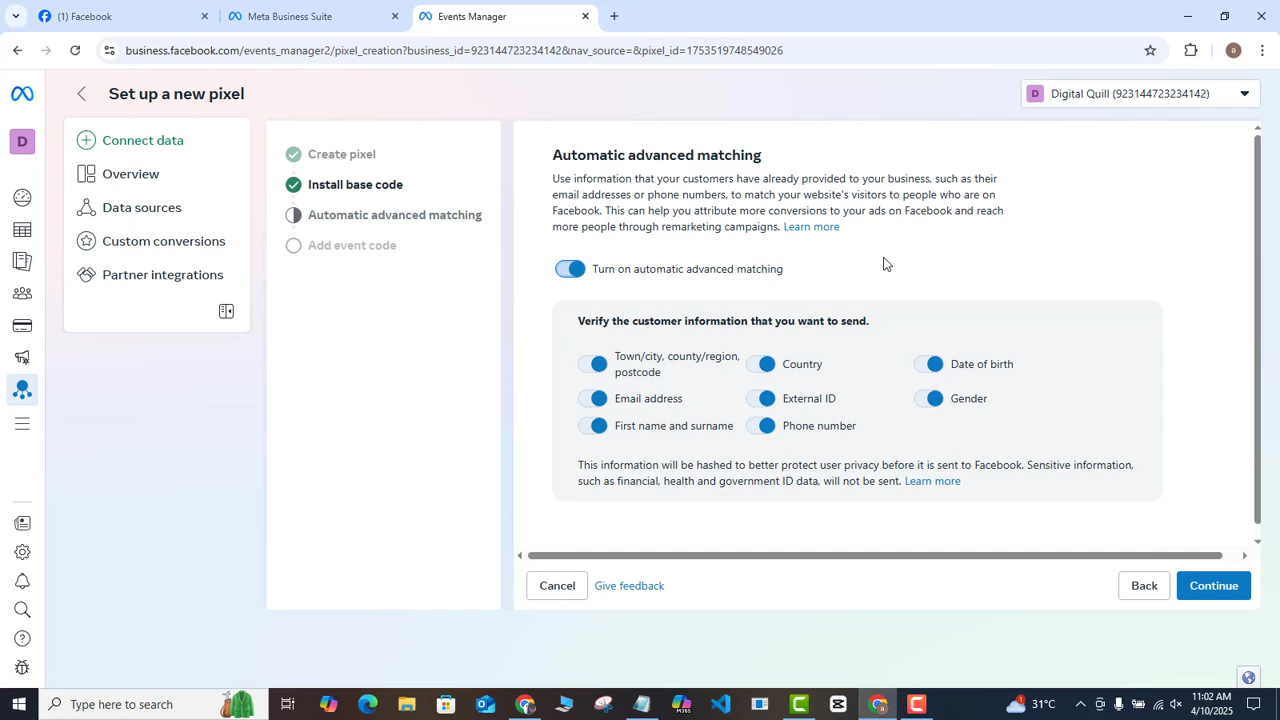 (1) Facebook
Meta Business Suite
Events Manager
business.facebook.com/events_manager2/pixel_creation?business_id=923144723234142&nav_source=&pixel_id=1753519748549026
a
Set up a new pixel
D
Digital Quill (923144723234142)
D
Connect data
Overview
Data sources
Custom conversions
Partner integrations
Create pixel
Install base code
Automatic advanced matching
Add event code
Automatic advanced matching
Use information that your customers have already provided to your business, such as their
email addresses or phone numbers, to match your website's visitors to people who are on
Facebook. This can help you attribute more conversions to your ads on Facebook and reach
more people through remarketing campaigns. Learn more
Turn on automatic advanced matching
Verify the customer information that you want to send.
Town/city, county/region,
postcode
Country
Date of birth
Email address
External ID
Gender
First name and surname
Phone number
This information will be hashed to better protect user privacy before it is sent to Facebook. Sensitive information,
such as financial, health and government ID data, will not be sent. Learn more
Cancel
Give feedback
Back
Continue
Type here to search
M365
31°C
11:02 AM
4/10/2025